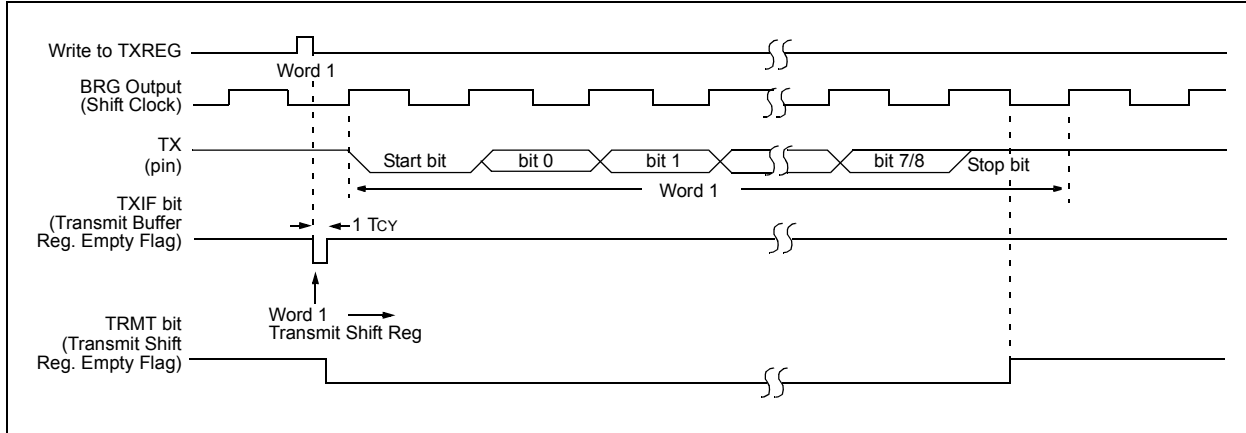 Write to TXREG
Word 1
BRG Output
(Shift Clock)
TX
(pin)
Start bit
bit 0
bit 1
bit 7/8
Stop bit
Word 1
TXIF bit
(Transmit Buffer
Reg. Empty Flag)
1 TCY
Word 1
Transmit Shift Reg
TRMT bit
(Transmit Shift
Reg. Empty Flag)